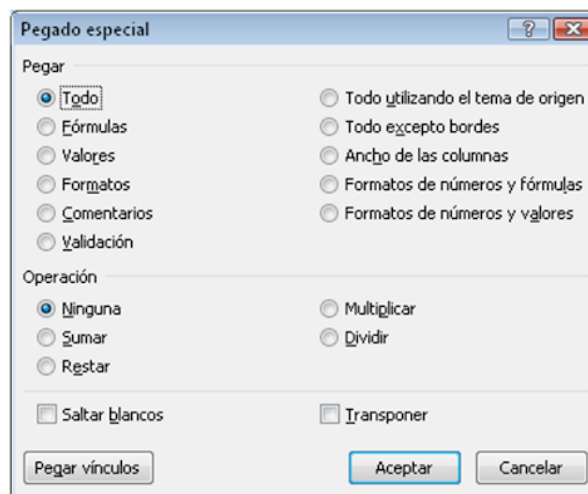 Pegado especial
Pegar
Todo
Todo utilizando el tema de origen
Fórmulas
Todo excepto bordes
Valores
Ancho de las columnas
Formatos
Formatos de números y fórmulas
Comentarios
Formatos de números y valores
Validación
Operación
Ninguna
Multiplicar
Sumar
Dividir
Restar
Saltar blancos
Transponer
Pegar vínculos
Aceptar
Cancelar